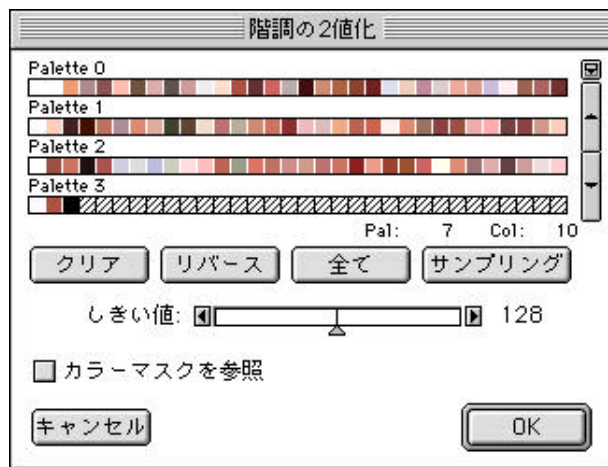 階調の2値化
Palette 0
Palette 1
Palette 2
Palette 3
Pal: 7 Col: 10
クリア リバース 全て サンプリング
しきい値: 128
カラーマスクを参照
キャンセル OK